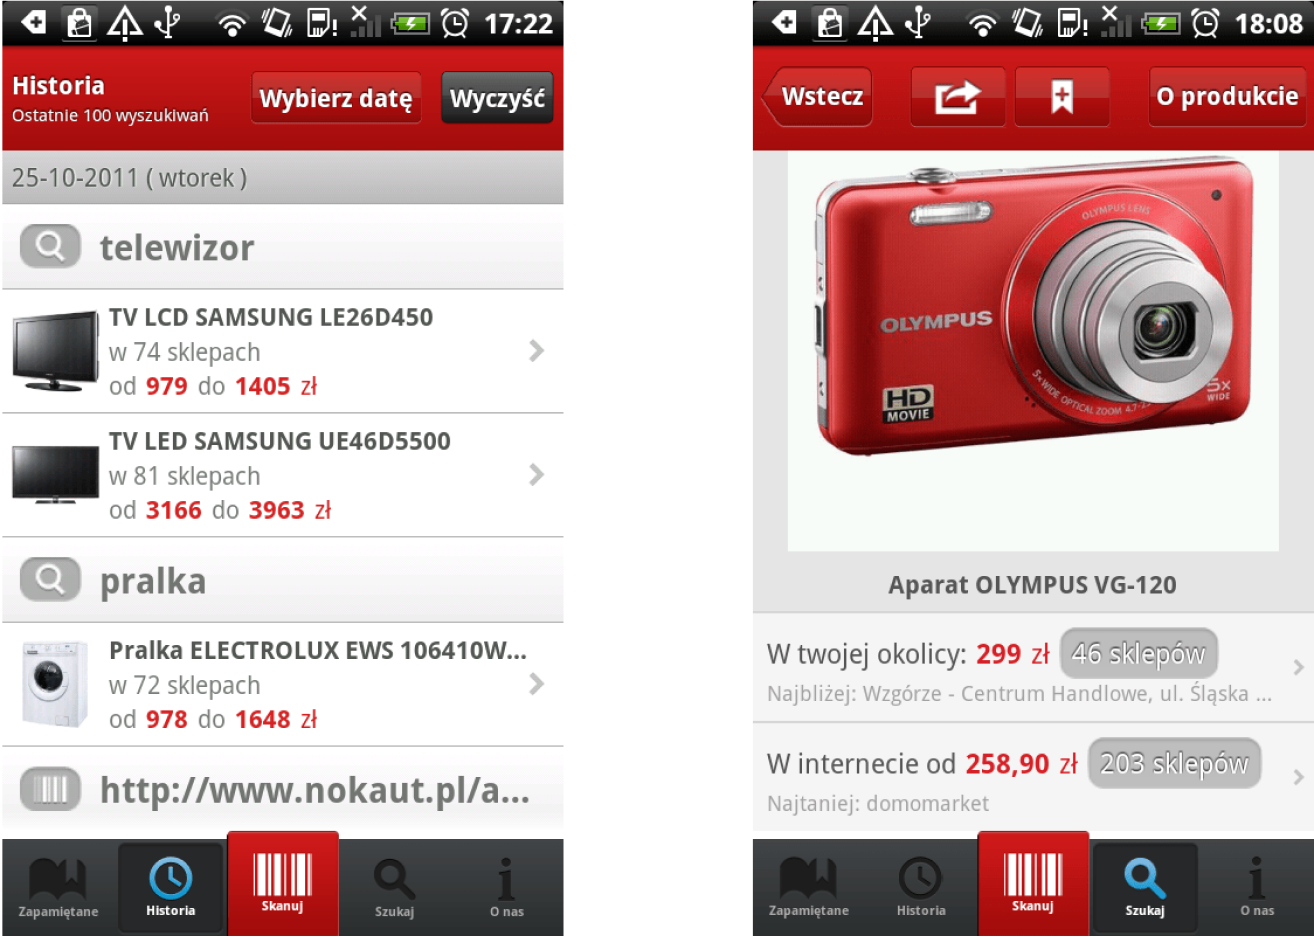 17:22
Historia
Ostatnie 100 wyszukiwań
Wybierz datę
Wyczyść
25-10-2011 ( wtorek )
telewizor
TV LCD SAMSUNG LE26D450
w 74 sklepach
od 979 do 1405 zł
TV LED SAMSUNG UE46D5500
w 81 sklepach
od 3166 do 3963 zł
pralka
Pralka ELECTROLUX EWS 106410W...
w 72 sklepach
od 978 do 1648 zł
http://www.nokaut.pl/a...
Zapamiętane
Historia
Skanuj
Szukaj
O nas
18:08
Wstecz
O produkcie
OLYMPUS LENS
OLYMPUS
HD
MOVIE
5x WIDE OPTICAL ZOOM 4.7-2
5x
WIDE
Aparat OLYMPUS VG-120
W twojej okolicy: 299 zł 46 sklepów
Najbliżej: Wzgórze - Centrum Handlowe, ul. Śląska ...
W internecie od 258,90 zł 203 sklepów
Najtaniej: domomarket
Zapamiętane
Historia
Skanuj
Szukaj
O nas